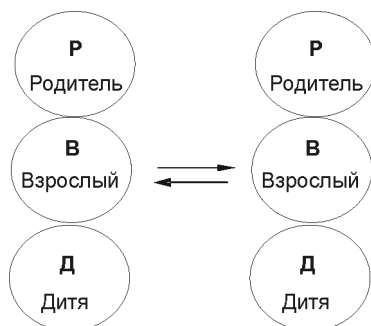 Р Р
Родитель Родитель
В В
Взрослый Взрослый
Д Д
Дитя Дитя